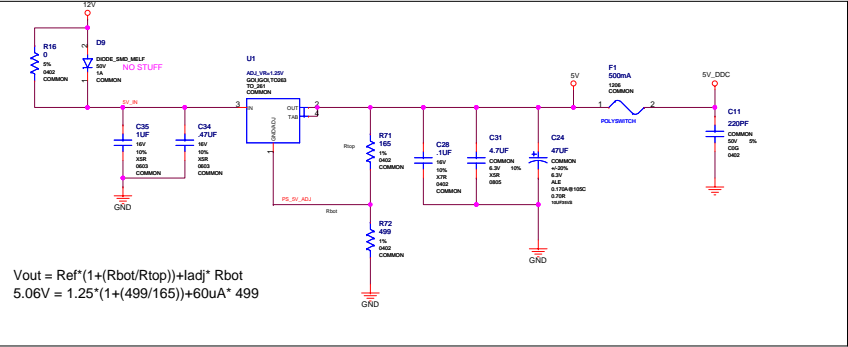 12V
R16
0
5%
0402
COMMON
2
D9
DIODE_SMD_MELF
50V
1A
COMMON
NO STUFF
1
5V_IN
C35
1UF
16V
10%
X5R
0603
COMMON
C34
.47UF
16V
10%
X5R
0603
COMMON
GND
U1
ADJ_VR=1.25V
GOI,IGOI,TO263
TO_261
COMMON
3
IN
OUT
2
TAB
4
GND/ADJ
1
PS_5V_ADJ
Rtop
R71
165
1%
0402
COMMON
Rbot
R72
499
1%
0402
COMMON
GND
C28
.1UF
16V
10%
X7R
0402
COMMON
C31
4.7UF
COMMON
6.3V 10%
X5R
0805
C24
47UF
COMMON
+/-20%
6.3V
ALE
0.170A@105C
0.70R
GND
5V
F1
500mA
1206
COMMON
1
2
POLYSWITCH
5V_DDC
C11
220PF
COMMON
50V 5%
C0G
0402
Vout = Ref*(1+(Rbot/Rtop))+Iadj* Rbot
5.06V = 1.25*(1+(499/165))+60uA* 499